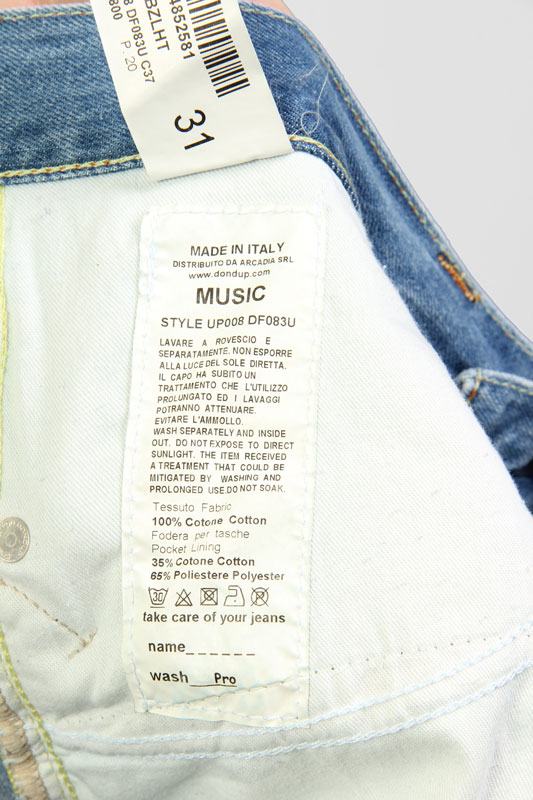 4852581
BZLHT
8 DF083U C37
800
P. 20
31
MADE IN ITALY
DISTRIBUITO DA ARCADIA SRL
www.dondup.com
MUSIC
STYLE UP008 DF083U
LAVARE A ROVESCIO E
SEPARATAMENTE. NON ESPORRE
ALLA LUCE DEL SOLE DIRETTA.
IL CAPO HA SUBITO UN
TRATTAMENTO CHE L'UTILIZZO
PROLUNGATO ED I LAVAGGI
POTRANNO ATTENUARE.
EVITARE L'AMMOLLO.
WASH SEPARATELY AND INSIDE
OUT. DO NOT EXPOSE TO DIRECT
SUNLIGHT. THE ITEM RECEIVED
A TREATMENT THAT COULD BE
MITIGATED BY WASHING AND
PROLONGED USE.DO NOT SOAK.
Tessuto Fabric
100% Cotone Cotton
Fodera per tasche
Pocket Lining
35% Cotone Cotton
65% Poliestere Polyester
30
take care of your jeans
name______
wash__Pro